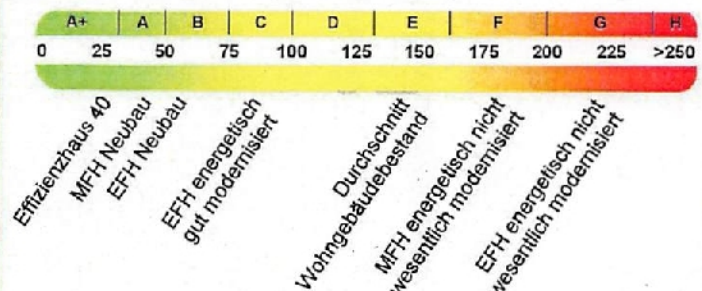 A+ A B C D E F G H
0 25 50 75 100 125 150 175 200 225 >250
Effizienzhaus 40
MFH Neubau
EFH Neubau
EFH energetisch
gut modernisiert
Durchschnitt
Wohngebäudebestand
MFH energetisch nicht
wesentlich modernisiert
EFH energetisch nicht
wesentlich modernisiert